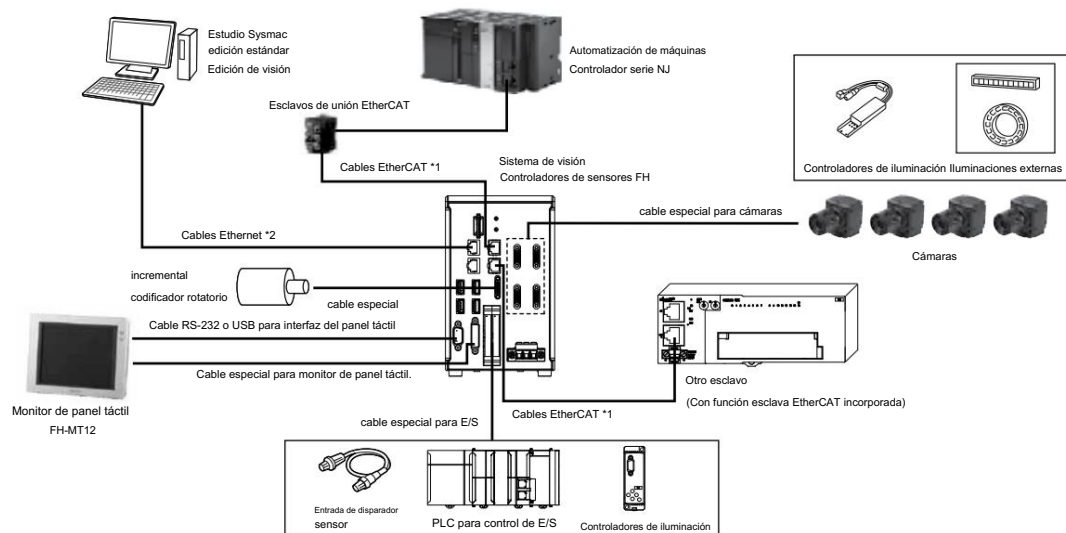 Estudio Sysmac
edición estándar
Edición de visión
Automatización de máquinas
Controlador serie NJ
Esclavos de unión EtherCAT
Cables EtherCAT *1
Sistema de visión
Controladores de sensores FH
Controladores de iluminación Iluminaciones externas
cable especial para cámaras
Cámaras
Cables Ethernet *2
incremental
codificador rotatorio
cable especial
Cable RS-232 o USB para interfaz del panel táctil
Cable especial para monitor de panel táctil.
Monitor de panel táctil
FH-MT12
cable especial para E/S
Cables EtherCAT *1
Otro esclavo
(Con función esclava EtherCAT incorporada)
Entrada de disparador
sensor
PLC para control de E/S
Controladores de iluminación